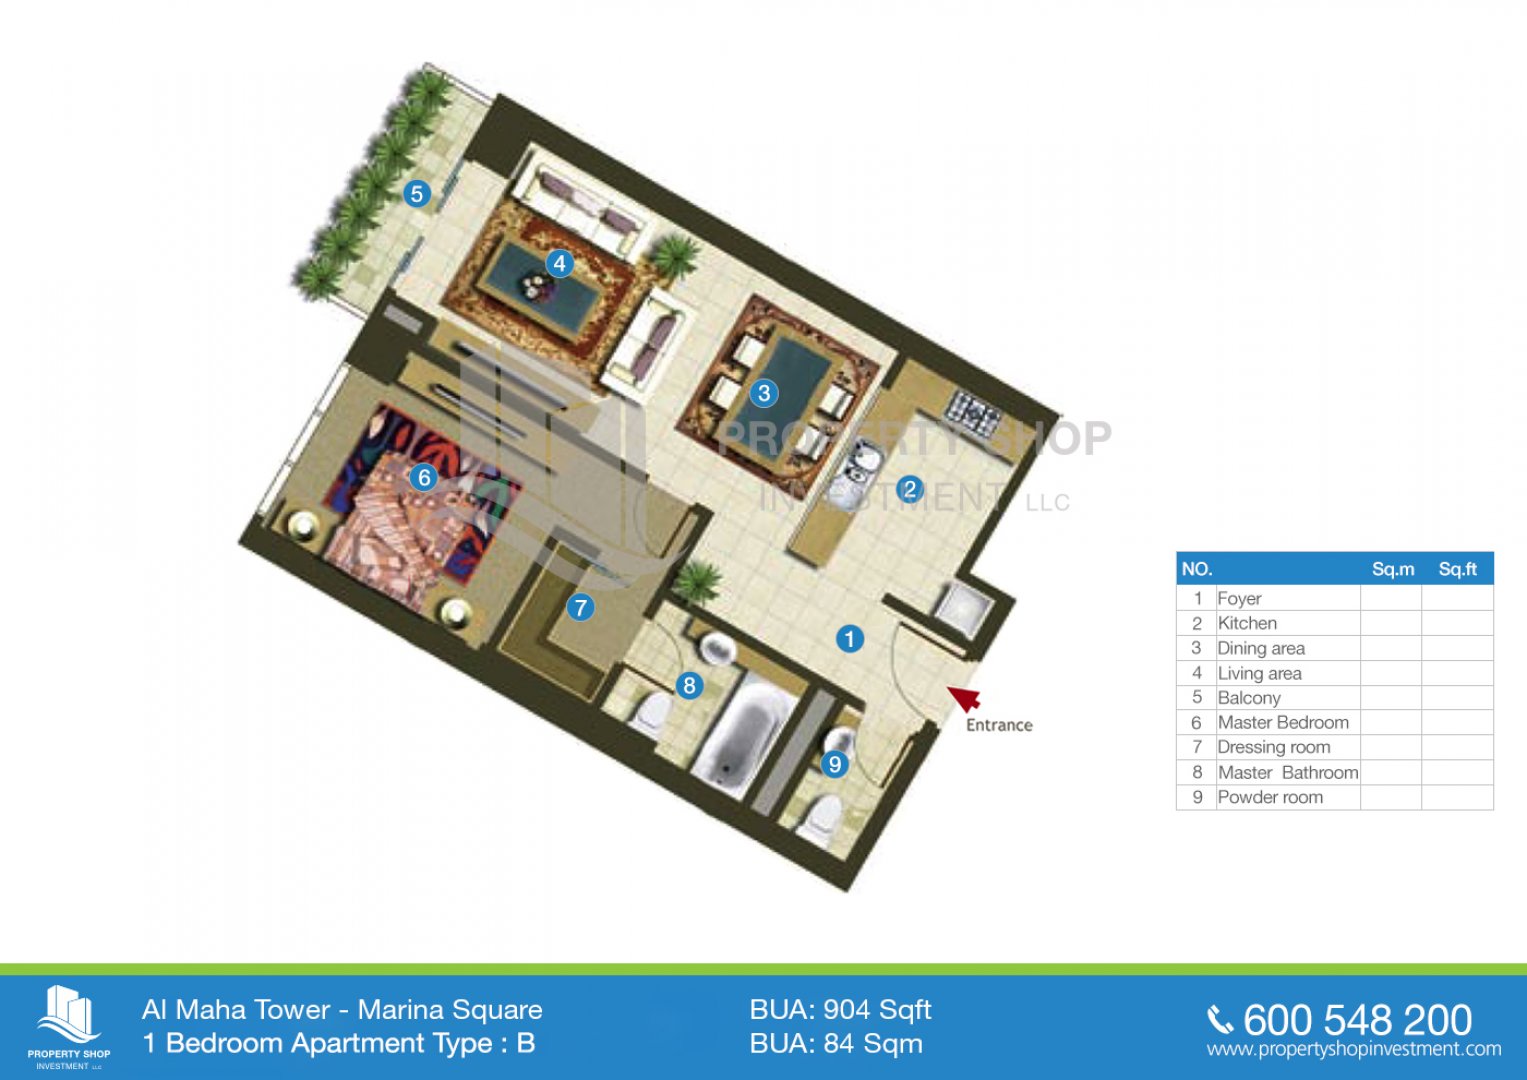 5
4
3
PROPERTY SHOP
INVESTMENT LLC
6
2
7
1
8
Entrance
9
NO. Sq.m Sq.ft
1 Foyer
2 Kitchen
3 Dining area
4 Living area
5 Balcony
6 Master Bedroom
7 Dressing room
8 Master Bathroom
9 Powder room
Al Maha Tower - Marina Square
1 Bedroom Apartment Type : B
BUA: 904 Sqft
BUA: 84 Sqm
600 548 200
www.propertyshopinvestment.com
PROPERTY SHOP
INVESTMENT LLC